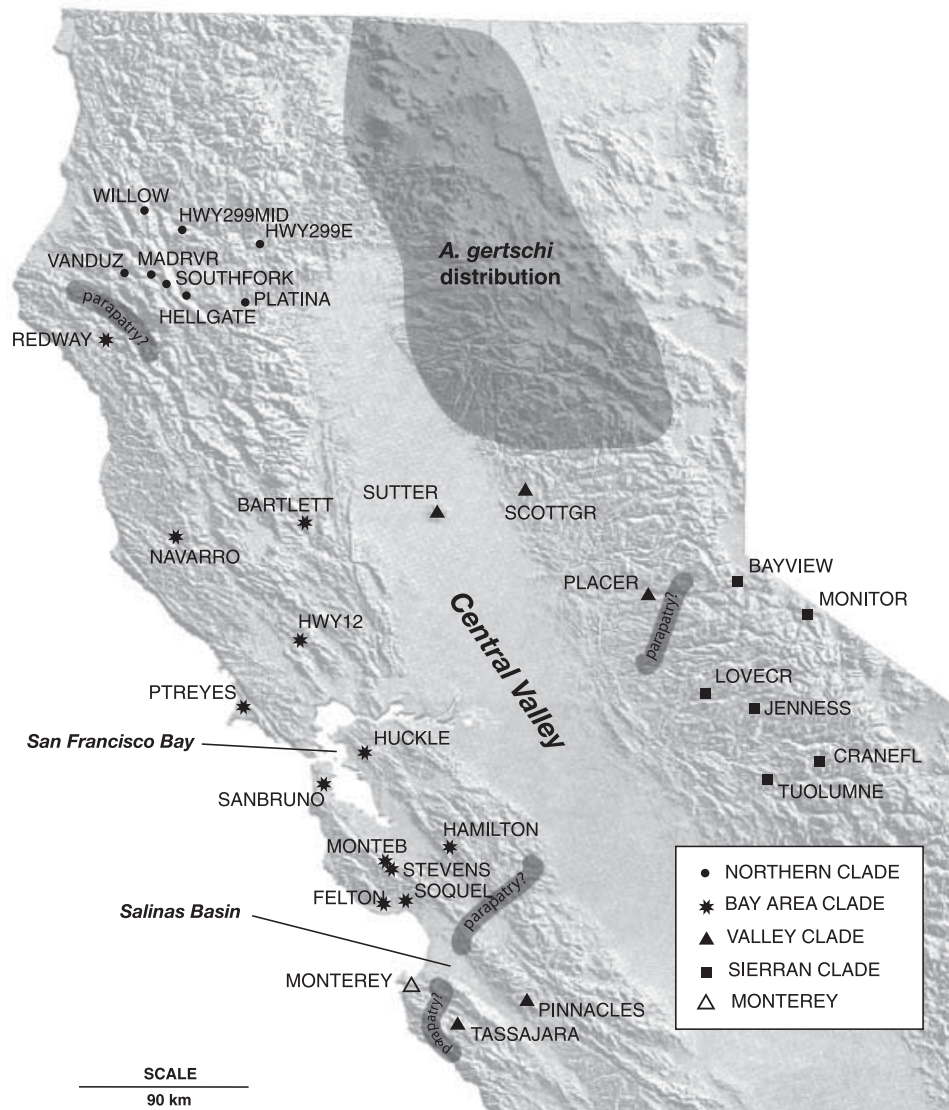 WILLOW
HWY299MID
HWY299E
A. gertschi
distribution
VANDUZ
MADRVR
SOUTHFORK
PLATINA
HELLGATE
parapatry?
REDWAY
SUTTER
SCOTTGR
BARTLETT
NAVARRO
BAYVIEW
PLACER
MONITOR
parapatry?
HWY12
Central Valley
LOVECR
PTREYES
JENNESS
San Francisco Bay
HUCKLE
CRANEFL
SANBRUNO
TUOLUMNE
HAMILTON
MONTEB
STEVENS
FELTON
SOQUEL
parapatry?
Salinas Basin
NORTHERN CLADE
BAY AREA CLADE
VALLEY CLADE
SIERRAN CLADE
MONTEREY
MONTEREY
PINNACLES
parapatry?
TASSAJARA
SCALE
90 km